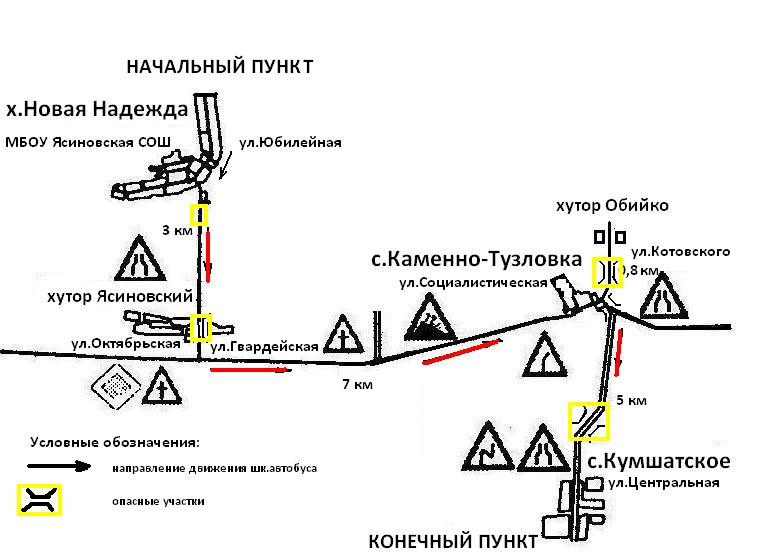 НАЧАЛЬНЫЙ ПУНКТ
х.Новая Надежда
МБОУ Ясиновская СОШ
ул.Юбилейная
3 км
хутор Обийко
ул.Котовского
0,8 км
с.Каменно-Тузловка
ул.Социалистическая
хутор Ясиновский
ул.Октябрьская
ул.Гвардейская
7 км
5 км
Условные обозначения:
направление движения шк.автобуса
опасные участки
с.Кумшатское
ул.Центральная
КОНЕЧНЫЙ ПУНКТ